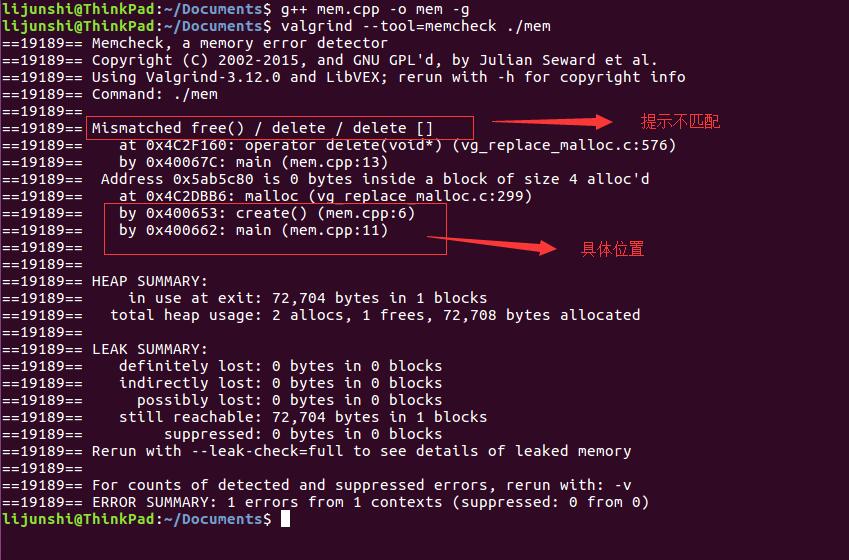 lijunshi@ThinkPad:~/Documents$ g++ mem.cpp -o mem -g
lijunshi@ThinkPad:~/Documents$ valgrind --tool=memcheck ./mem
==19189== Memcheck, a memory error detector
==19189== Copyright (C) 2002-2015, and GNU GPL'd, by Julian Seward et al.
==19189== Using Valgrind-3.12.0 and LibVEX; rerun with -h for copyright info
==19189== Command: ./mem
==19189==
==19189== Mismatched free() / delete / delete [] 提示不匹配
==19189==    at 0x4C2F160: operator delete(void*) (vg_replace_malloc.c:576)
==19189==    by 0x40067C: main (mem.cpp:13)
==19189==  Address 0x5ab5c80 is 0 bytes inside a block of size 4 alloc'd
==19189==    at 0x4C2DBB6: malloc (vg_replace_malloc.c:299)
==19189==    by 0x400653: create() (mem.cpp:6)
==19189==    by 0x400662: main (mem.cpp:11)
==19189== 具体位置
==19189==
==19189== HEAP SUMMARY:
==19189==     in use at exit: 72,704 bytes in 1 blocks
==19189==   total heap usage: 2 allocs, 1 frees, 72,708 bytes allocated
==19189==
==19189== LEAK SUMMARY:
==19189==    definitely lost: 0 bytes in 0 blocks
==19189==    indirectly lost: 0 bytes in 0 blocks
==19189==      possibly lost: 0 bytes in 0 blocks
==19189==    still reachable: 72,704 bytes in 1 blocks
==19189==         suppressed: 0 bytes in 0 blocks
==19189== Rerun with --leak-check=full to see details of leaked memory
==19189==
==19189== For counts of detected and suppressed errors, rerun with: -v
==19189== ERROR SUMMARY: 1 errors from 1 contexts (suppressed: 0 from 0)
lijunshi@ThinkPad:~/Documents$